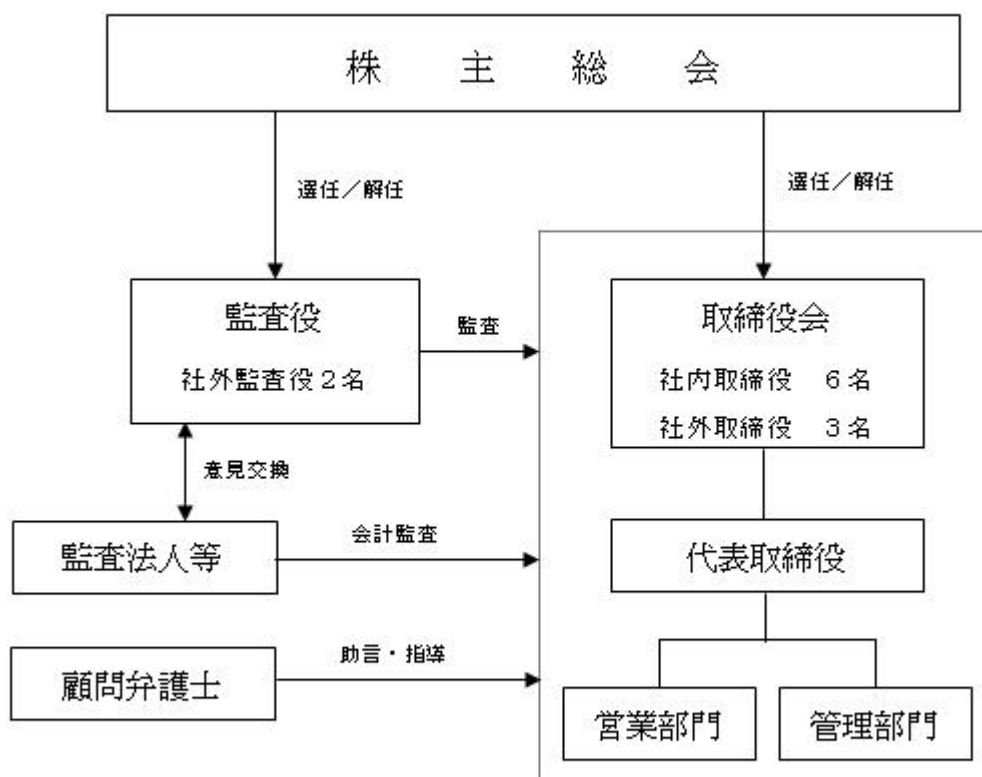 株主総会
選任／解任
選任／解任
監査役
社外監査役２名
監査
取締役会
社内取締役　６名
社外取締役　３名
意見交換
監査法人等
会計監査
代表取締役
顧問弁護士
助言・指導
営業部門
管理部門